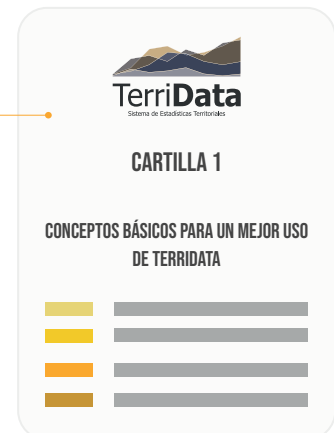 TerriData
Sistema de Estadísticas Territoriales
CARTILLA 1
CONCEPTOS BÁSICOS PARA UN MEJOR USO
DE TERRIDATA